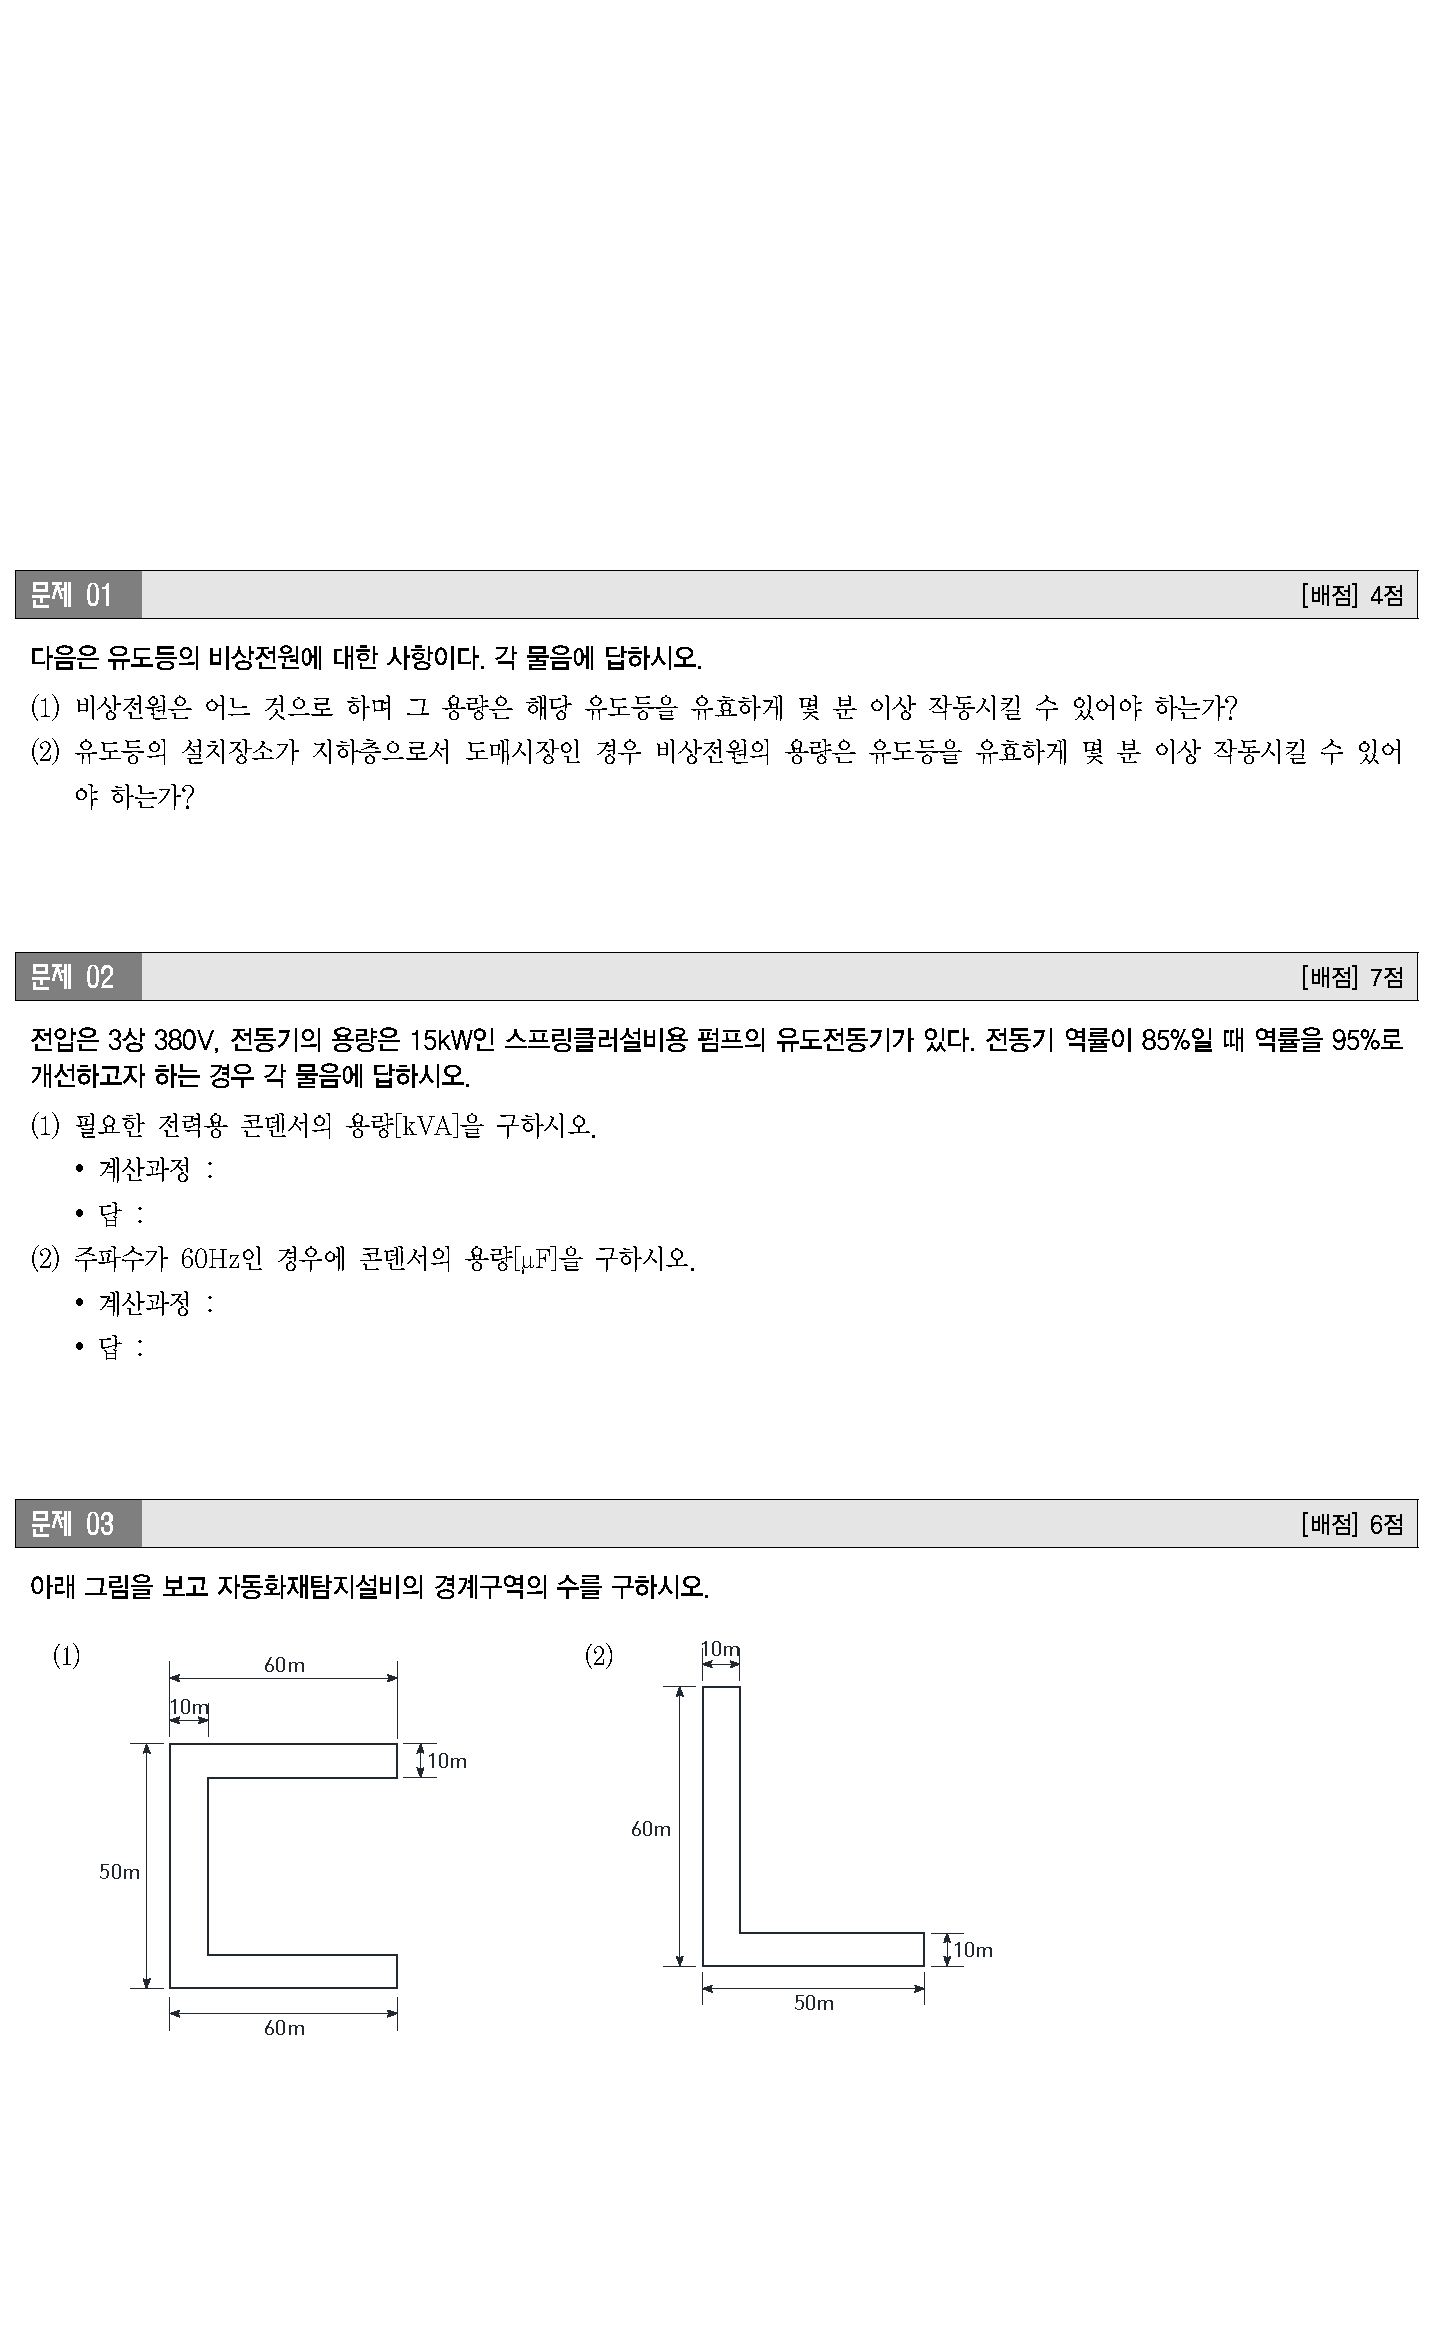 문제 01 [배점] 4점
다음은 유도등의 비상전원에 대한 사항이다. 각 물음에 답하시오.
(1) 비상전원은 어느 것으로 하며 그 용량은 해당 유도등을 유효하게 몇 분 이상 작동시킬 수 있어야 하는가?
(2) 유도등의 설치장소가 지하층으로서 도매시장인 경우 비상전원의 용량은 유도등을 유효하게 몇 분 이상 작동시킬 수 있어
야 하는가?
문제 02 [배점] 7점
전압은 3상 380V, 전동기의 용량은 15kW인 스프링클러설비용 펌프의 유도전동기가 있다. 전동기 역률이 85%일 때 역률을 95%로
개선하고자 하는 경우 각 물음에 답하시오.
(1) 필요한 전력용 콘덴서의 용량[kVA]을 구하시오.
• 계산과정 :
• 답 :
(2) 주파수가 60Hz인 경우에 콘덴서의 용량[μF]을 구하시오.
• 계산과정 :
• 답 :
문제 03 [배점] 6점
아래 그림을 보고 자동화재탐지설비의 경계구역의 수를 구하시오.
(1)
60m
10m
10m
50m
60m
(2)
10m
60m
10m
50m